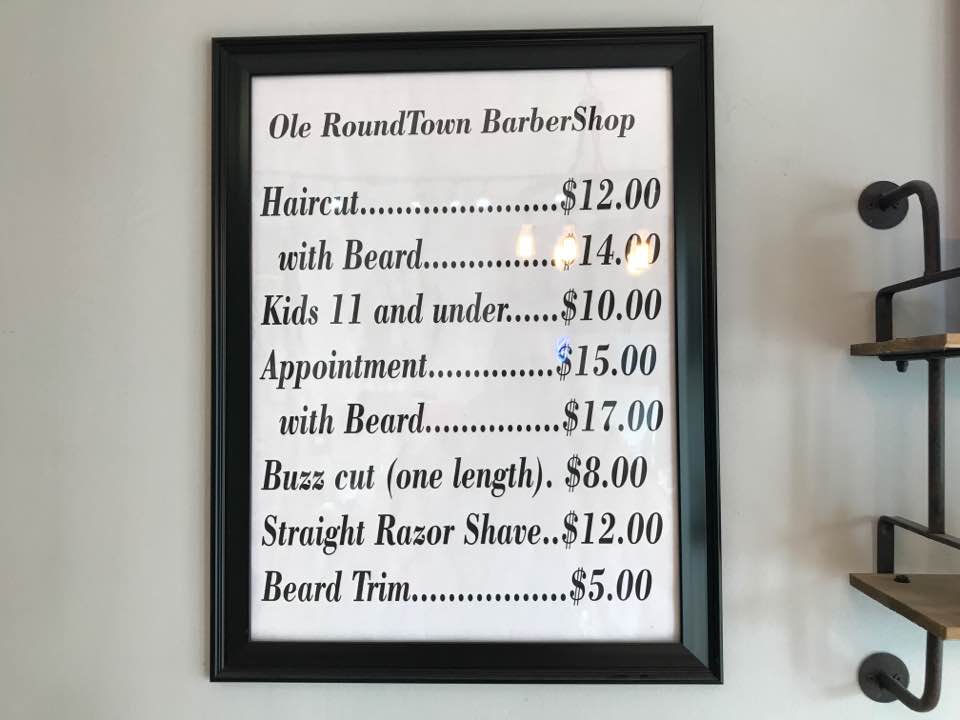 Ole RoundTown BarberShop
Haircut......................$12.00
with Beard...............$14.00
Kids 11 and under......$10.00
Appointment..............$15.00
with Beard...............$17.00
Buzz cut (one length). $8.00
Straight Razor Shave..$12.00
Beard Trim.................$5.00